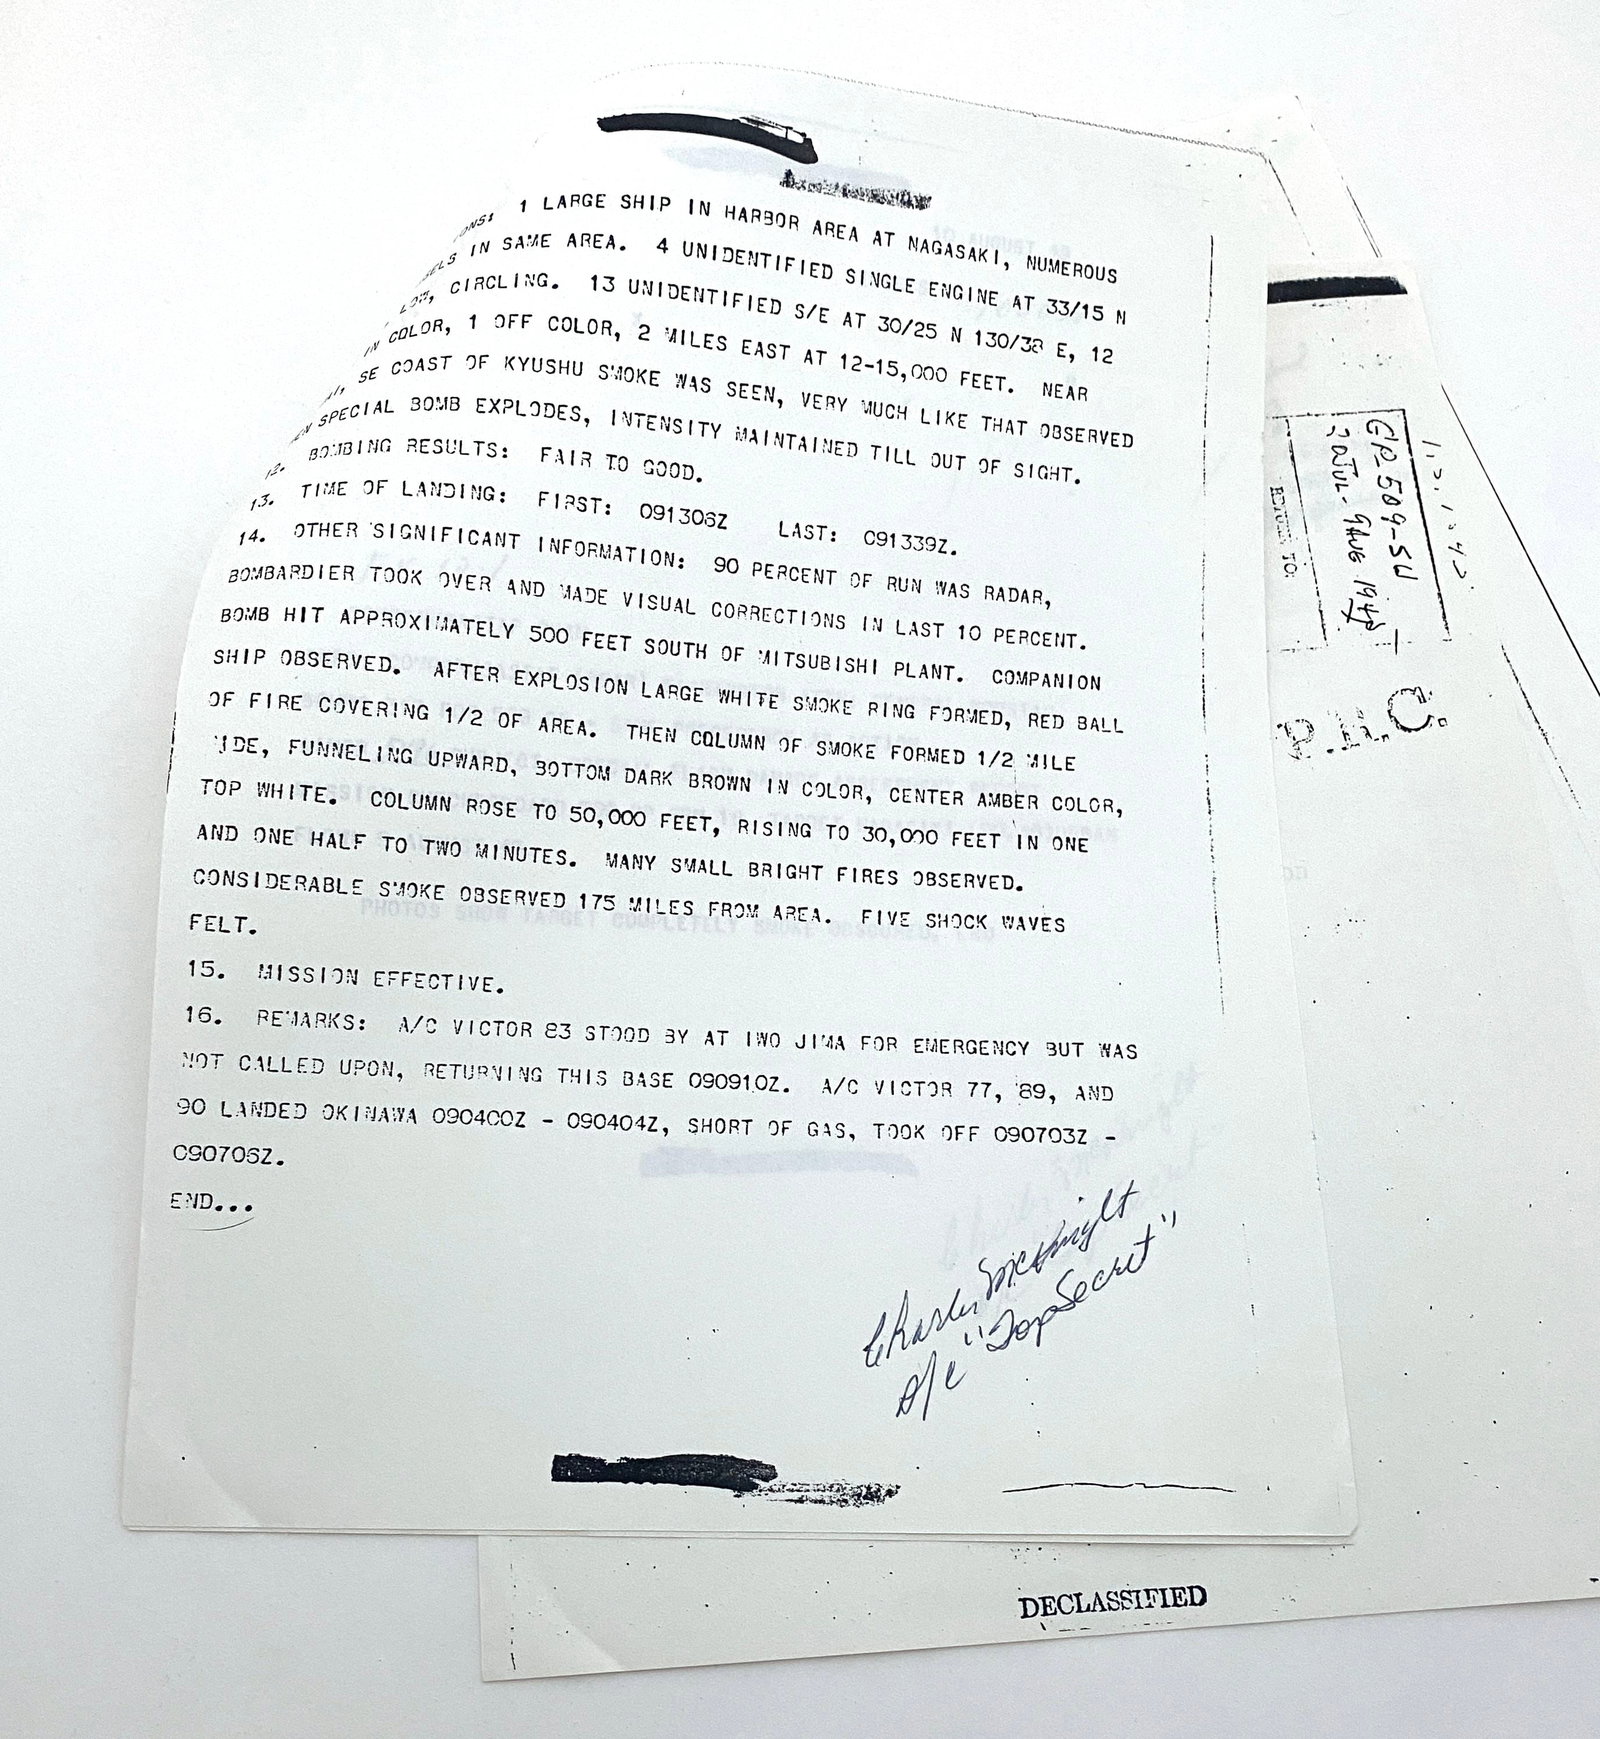 1 LARGE SHIP IN HARBOR AREA AT NAGASAKI, NUMEROUS
IN SAME AREA. 4 UNIDENTIFIED SINGLE ENGINE AT 33/15 N
CIRCLING. 13 UNIDENTIFIED S/E AT 30/25 N 130/38 E, 12
IN COLOR, 1 OFF COLOR, 2 MILES EAST AT 12-15,000 FEET. NEAR
SE COAST OF KYUSHU SMOKE WAS SEEN, VERY MUCH LIKE THAT OBSERVED
SPECIAL BOMB EXPLODES, INTENSITY MAINTAINED TILL OUT OF SIGHT.
12. BOMBING RESULTS: FAIR TO GOOD.
13. TIME OF LANDING: FIRST: 091306Z LAST: 091339Z.
14. OTHER SIGNIFICANT INFORMATION: 90 PERCENT OF RUN WAS RADAR,
BOMBARDIER TOOK OVER AND MADE VISUAL CORRECTIONS IN LAST 10 PERCENT.
BOMB HIT APPROXIMATELY 500 FEET SOUTH OF MITSUBISHI PLANT. COMPANION
SHIP OBSERVED. AFTER EXPLOSION LARGE WHITE SMOKE RING FORMED, RED BALL
OF FIRE COVERING 1/2 OF AREA. THEN COLUMN OF SMOKE FORMED 1/2 MILE
WIDE, FUNNELING UPWARD, BOTTOM DARK BROWN IN COLOR, CENTER AMBER COLOR,
TOP WHITE. COLUMN ROSE TO 50,000 FEET, RISING TO 30,000 FEET IN ONE
AND ONE HALF TO TWO MINUTES. MANY SMALL BRIGHT FIRES OBSERVED.
CONSIDERABLE SMOKE OBSERVED 175 MILES FROM AREA. FIVE SHOCK WAVES
FELT.
15. MISSION EFFECTIVE.
16. REMARKS: A/C VICTOR 83 STOOD BY AT IWO JIMA FOR EMERGENCY BUT WAS
NOT CALLED UPON, RETURNING THIS BASE 090910Z. A/C VICTOR 77, 89, AND
90 LANDED OKINAWA 090400Z - 090404Z, SHORT OF GAS, TOOK OFF 090703Z -
090706Z.
END...
Charles McKnight
A/C "Top Secret"
GP-509-SU
30 JUL - 9 AUG 1945
TO:
DECLASSIFIED